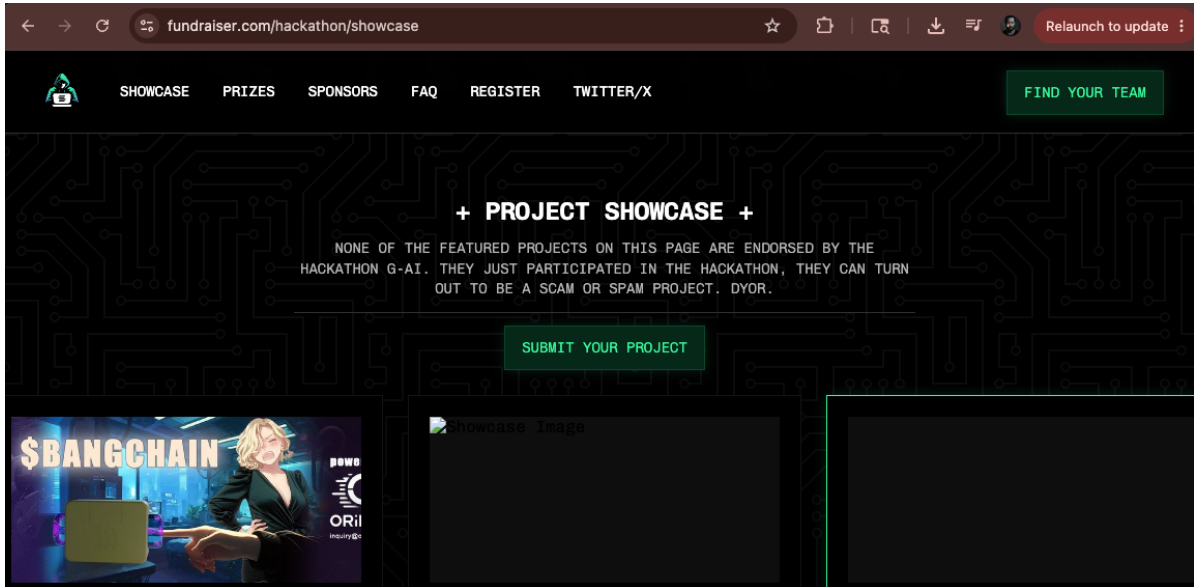 fundraiser.com/hackathon/showcase
Relaunch to update
SHOWCASE PRIZES SPONSORS FAQ REGISTER TWITTER/X
FIND YOUR TEAM
+ PROJECT SHOWCASE +
NONE OF THE FEATURED PROJECTS ON THIS PAGE ARE ENDORSED BY THE
HACKATHON G-AI. THEY JUST PARTICIPATED IN THE HACKATHON, THEY CAN TURN
OUT TO BE A SCAM OR SPAM PROJECT. DYOR.
SUBMIT YOUR PROJECT
$BANGCHAIN
powe
ORi
Showcase Image